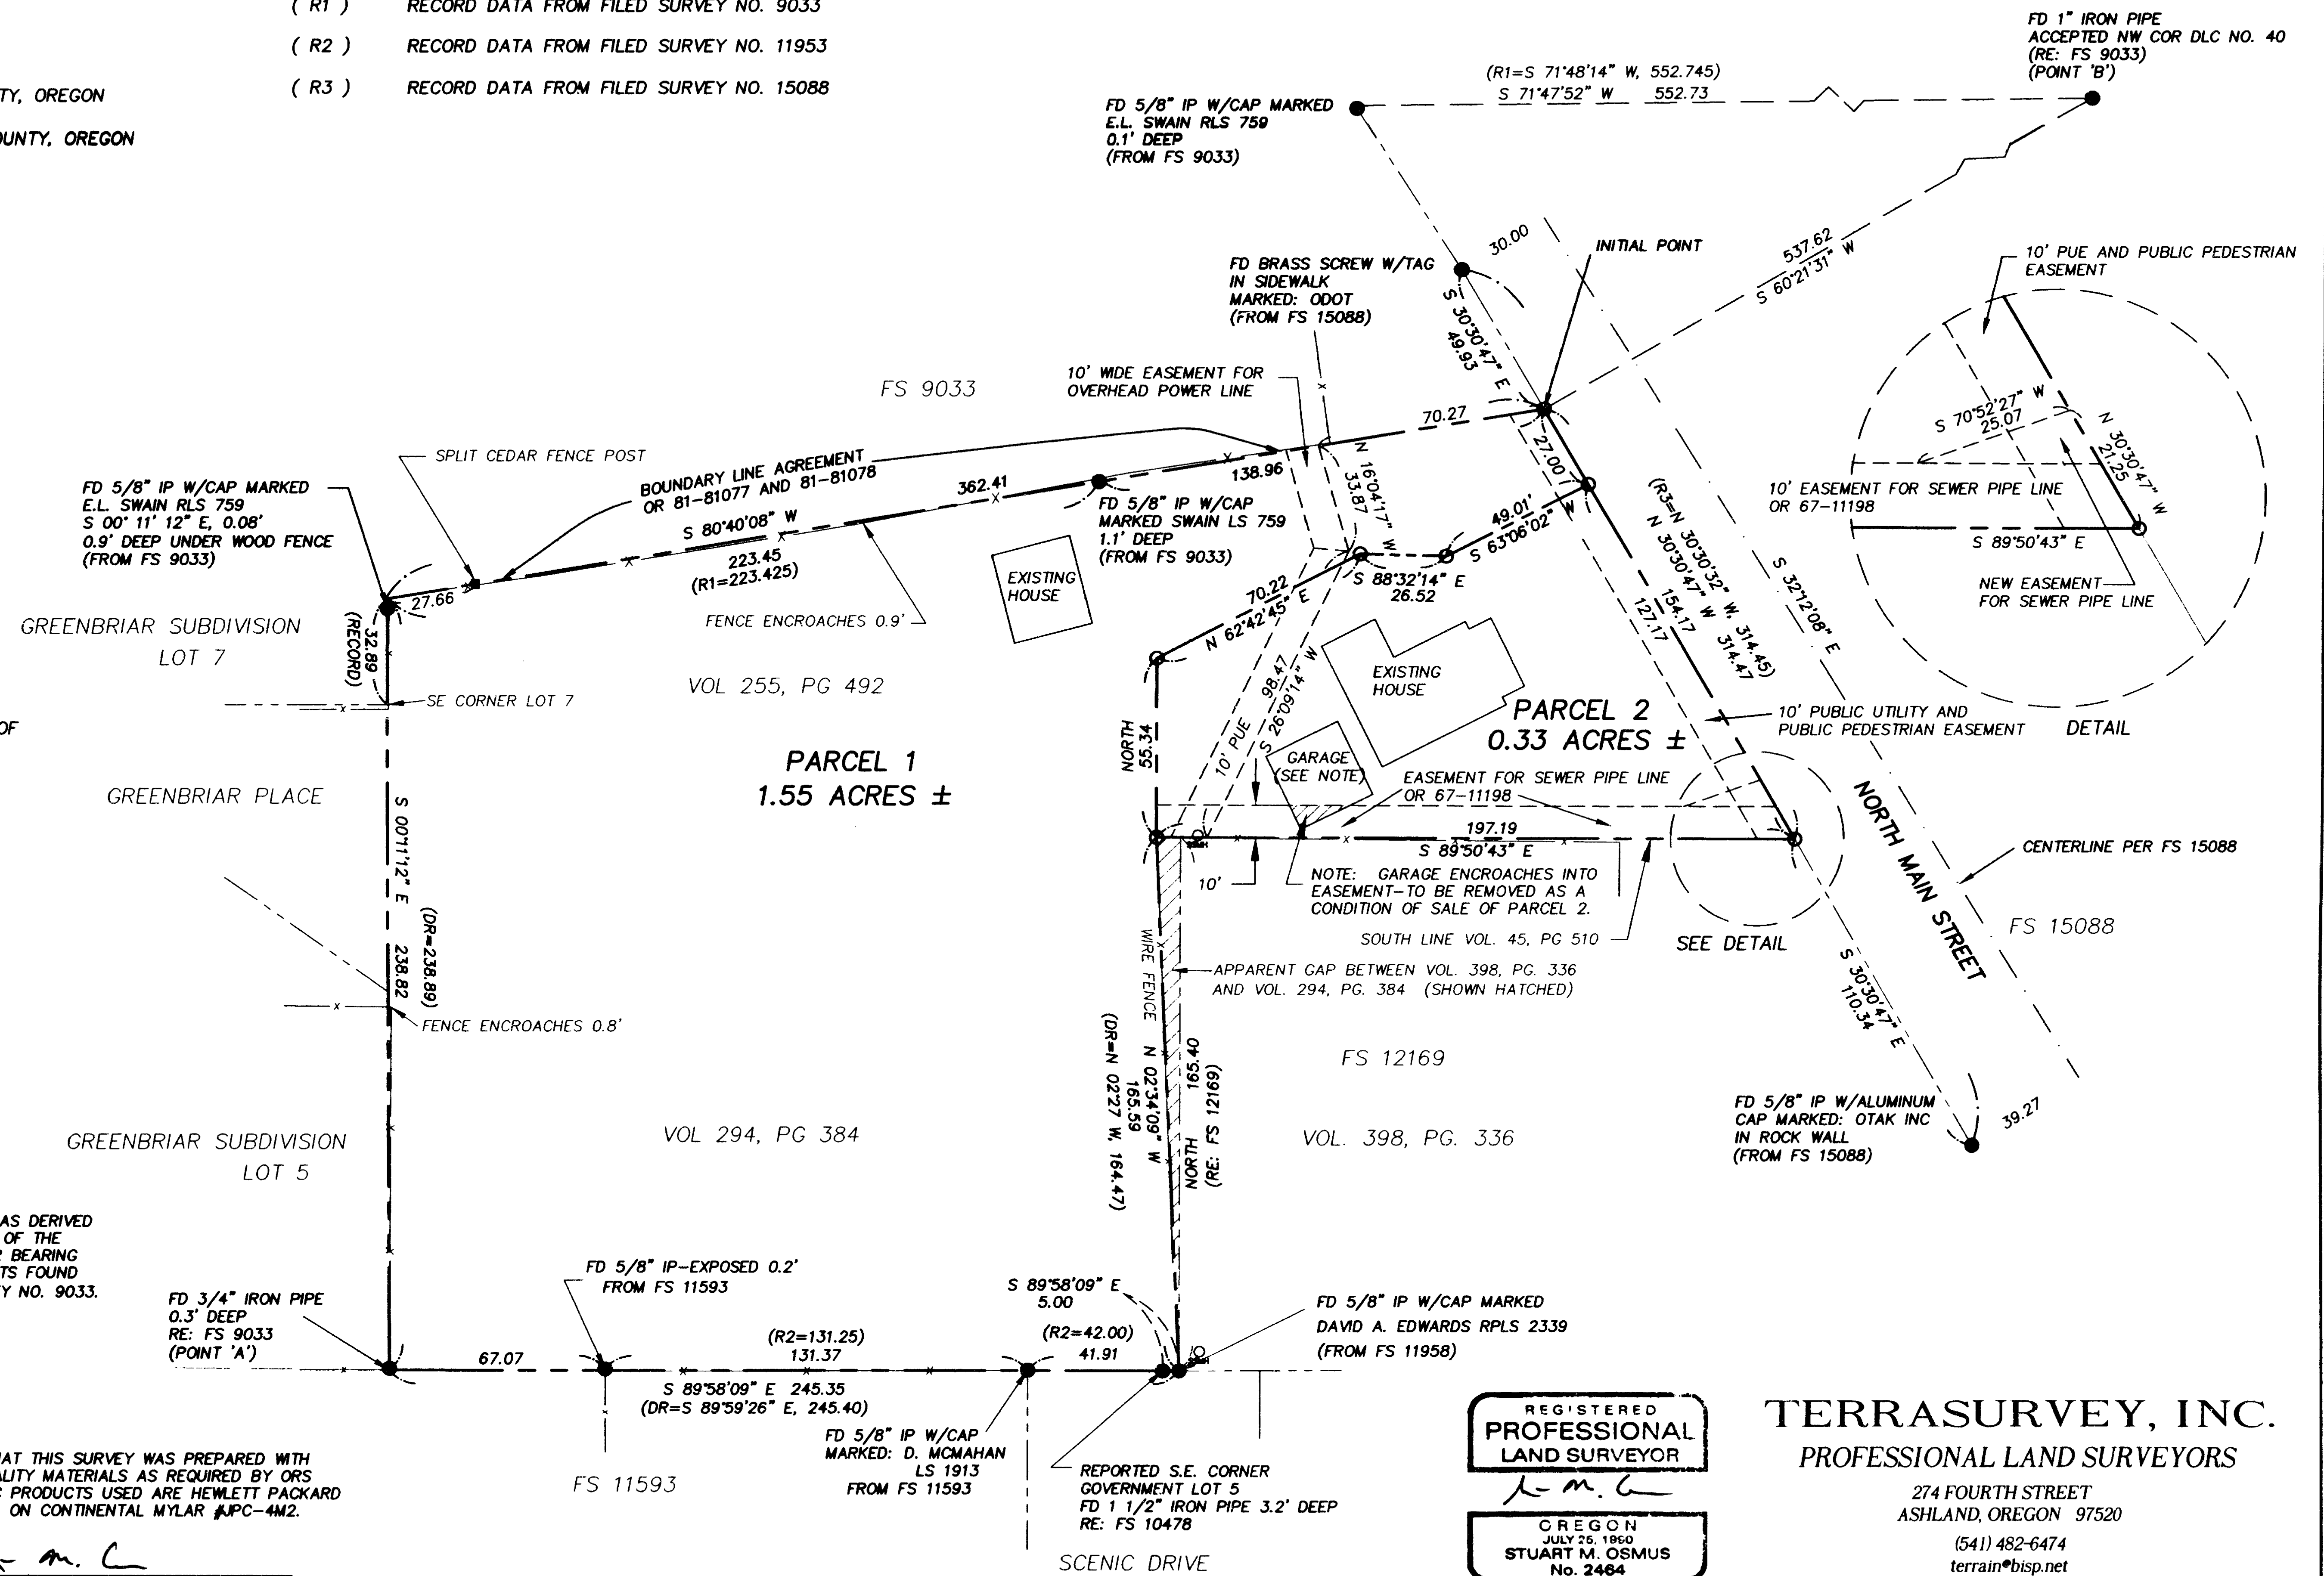 ( R1 ) RECORD DATA FROM FILED SURVEY NO. 9033
( R2 ) RECORD DATA FROM FILED SURVEY NO. 11953
( R3 ) RECORD DATA FROM FILED SURVEY NO. 15088
TY, OREGON
OUNTY, OREGON
FD 1" IRON PIPE
ACCEPTED NW COR DLC NO. 40
(RE: FS 9033)
(POINT 'B')
(R1=S 71°48'14" W, 552.745)
S 71°47'52" W 552.73
FD 5/8" IP W/CAP MARKED
E.L. SWAIN RLS 759
0.1' DEEP
(FROM FS 9033)
30.00
INITIAL POINT
537.62
S 60°21'31" W
S 30°30'47" E
49.93
FD BRASS SCREW W/TAG
IN SIDEWALK
MARKED: ODOT
(FROM FS 15088)
10' WIDE EASEMENT FOR
OVERHEAD POWER LINE
FS 9033
70.27
27.00
SPLIT CEDAR FENCE POST
BOUNDARY LINE AGREEMENT
OR 81-81077 AND 81-81078
362.41
138.96
N 16°04'17" W
33.87
FD 5/8" IP W/CAP MARKED
E.L. SWAIN RLS 759
S 00° 11' 12" E, 0.08'
0.9' DEEP UNDER WOOD FENCE
(FROM FS 9033)
S 80°40'08" W
223.45
(R1=223.425)
FD 5/8" IP W/CAP
MARKED SWAIN LS 759
1.1' DEEP
(FROM FS 9033)
49.01'
S 63°06'02" W
27.66
EXISTING
HOUSE
S 88°32'14" E
26.52
70.22
N 62°42'45" E
FENCE ENCROACHES 0.9'
GREENBRIAR SUBDIVISION
LOT 7
32.89
(RECORD)
VOL 255, PG 492
SE CORNER LOT 7
(R3=N 30°30'32" W, 314.45)
N 30°30'47" W 314.47
154.17
127.17
S 32°12'08" E
10' PUE AND PUBLIC PEDESTRIAN
EASEMENT
S 70°52'27" W
25.07
N 30°30'47" W
21.25
10' EASEMENT FOR SEWER PIPE LINE
OR 67-11198
S 89°50'43" E
NEW EASEMENT
FOR SEWER PIPE LINE
DETAIL
EXISTING
HOUSE
PARCEL 2
0.33 ACRES ±
10' PUBLIC UTILITY AND
PUBLIC PEDESTRIAN EASEMENT
OF
NORTH
55.34
10' PUE
98.47
S 26°09'14" W
GARAGE
(SEE NOTE)
EASEMENT FOR SEWER PIPE LINE
OR 67-11198
PARCEL 1
1.55 ACRES ±
GREENBRIAR PLACE
S 00°11'12" E 238.82
(DR=238.89)
SSMH
197.19
S 89°50'43" E
10'
NOTE: GARAGE ENCROACHES INTO
EASEMENT-TO BE REMOVED AS A
CONDITION OF SALE OF PARCEL 2.
SOUTH LINE VOL. 45, PG 510
SEE DETAIL
NORTH MAIN STREET
CENTERLINE PER FS 15088
FS 15088
WIRE FENCE
APPARENT GAP BETWEEN VOL. 398, PG. 336
AND VOL. 294, PG. 384 (SHOWN HATCHED)
FENCE ENCROACHES 0.8'
S 30°30'47" E
110.34
N 02°34'09" W
165.59
(DR=N 02°27 W, 164.47)
NORTH 165.40
(RE: FS 12169)
FS 12169
GREENBRIAR SUBDIVISION
LOT 5
VOL 294, PG 384
VOL. 398, PG. 336
FD 5/8" IP W/ALUMINUM
CAP MARKED: OTAK INC
IN ROCK WALL
(FROM FS 15088)
39.27
AS DERIVED
OF THE
BEARING
TS FOUND
Y NO. 9033.
FD 3/4" IRON PIPE
0.3' DEEP
RE: FS 9033
(POINT 'A')
FD 5/8" IP-EXPOSED 0.2'
FROM FS 11593
S 89°58'09" E
5.00
FD 5/8" IP W/CAP MARKED
DAVID A. EDWARDS RPLS 2339
(FROM FS 11958)
67.07
(R2=131.25)
131.37
(R2=42.00)
41.91
SSMH
S 89°58'09" E 245.35
(DR=S 89°59'26" E, 245.40)
FD 5/8" IP W/CAP
MARKED: D. MCMAHAN
LS 1913
FROM FS 11593
FS 11593
REPORTED S.E. CORNER
GOVERNMENT LOT 5
FD 1 1/2" IRON PIPE 3.2' DEEP
RE: FS 10478
SCENIC DRIVE
AT THIS SURVEY WAS PREPARED WITH
ALITY MATERIALS AS REQUIRED BY ORS
PRODUCTS USED ARE HEWLETT PACKARD
ON CONTINENTAL MYLAR #JPC-4M2.
REGISTERED
PROFESSIONAL
LAND SURVEYOR
OREGON
JULY 25, 1990
STUART M. OSMUS
No. 2464
TERRASURVEY, INC.
PROFESSIONAL LAND SURVEYORS
274 FOURTH STREET
ASHLAND, OREGON 97520
(541) 482-6474
terrain@bisp.net